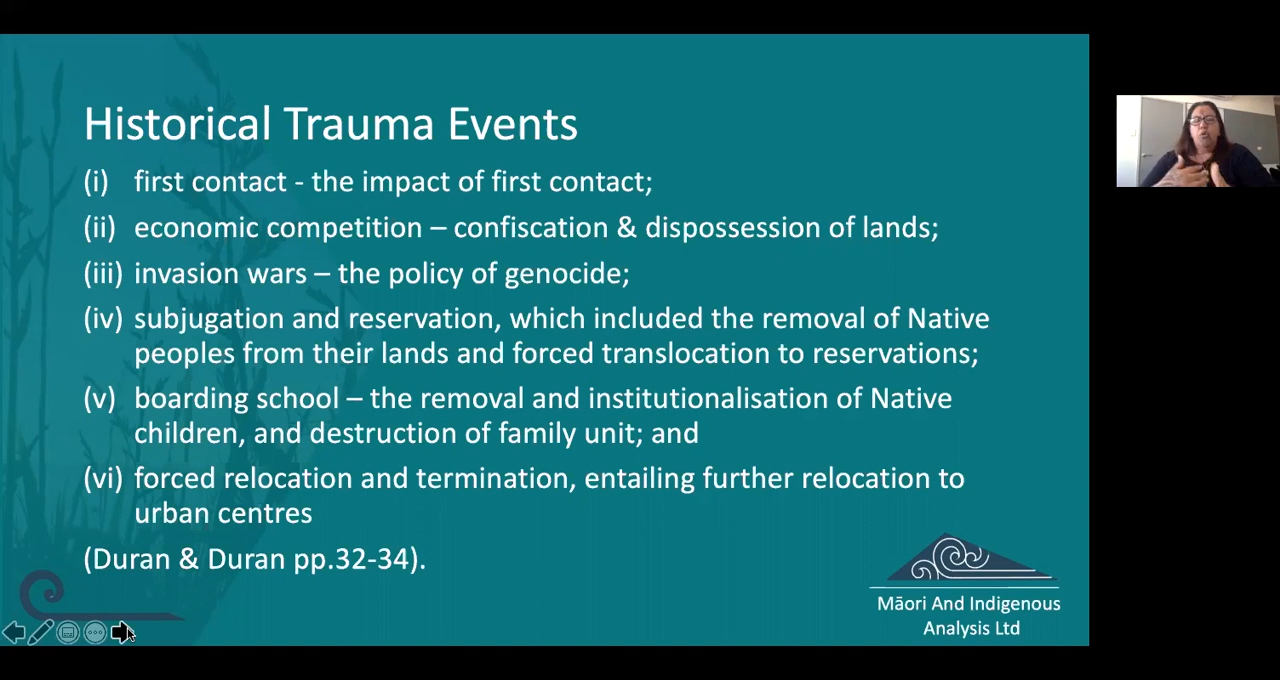 Historical Trauma Events
(i) first contact - the impact of first contact;
(ii) economic competition – confiscation & dispossession of lands;
(iii) invasion wars – the policy of genocide;
(iv) subjugation and reservation, which included the removal of Native
peoples from their lands and forced translocation to reservations;
(v) boarding school – the removal and institutionalisation of Native
children, and destruction of family unit; and
(vi) forced relocation and termination, entailing further relocation to
urban centres
(Duran & Duran pp.32-34).
Māori And Indigenous
Analysis Ltd